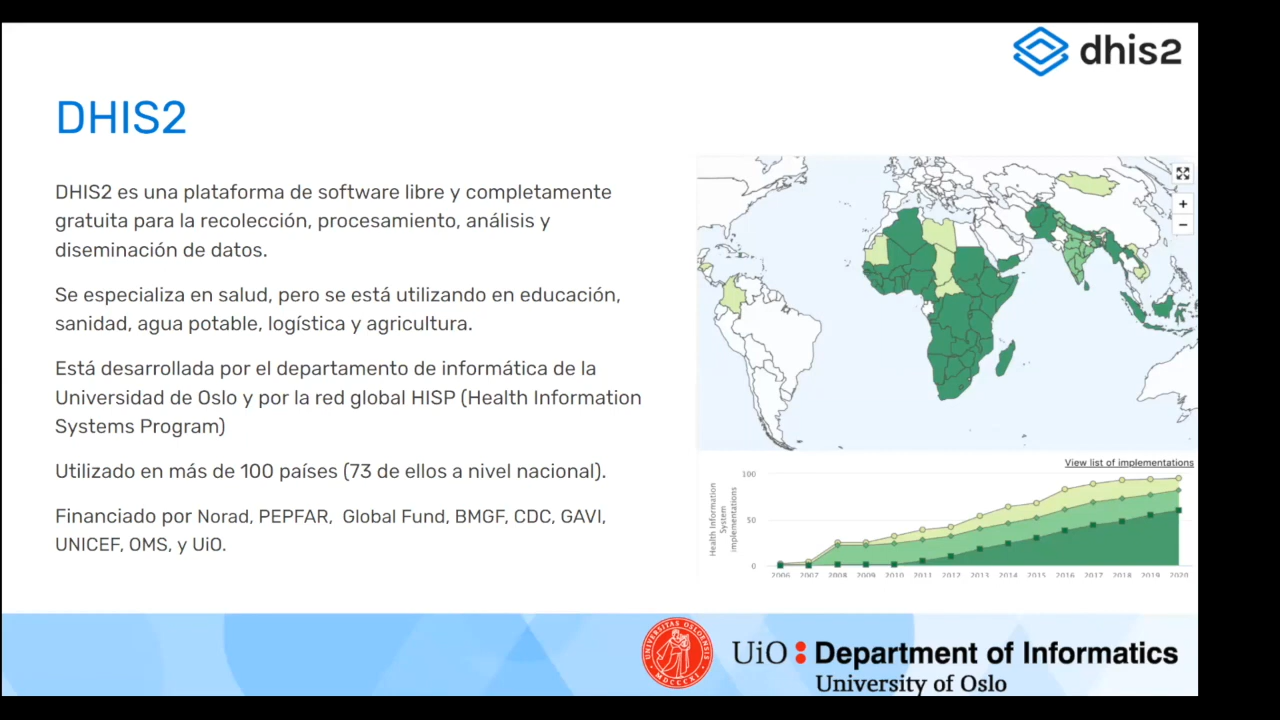 dhis2
DHIS2
DHIS2 es una plataforma de software libre y completamente
gratuita para la recolección, procesamiento, análisis y
diseminación de datos.
Se especializa en salud, pero se está utilizando en educación,
sanidad, agua potable, logística y agricultura.
Está desarrollada por el departamento de informática de la
Universidad de Oslo y por la red global HISP (Health Information
Systems Program)
Utilizado en más de 100 países (73 de ellos a nivel nacional).
Financiado por Norad, PEPFAR, Global Fund, BMGF, CDC, GAVI,
UNICEF, OMS, y UiO.
+
−
View list of implementations
Health Information
System
implementations
100
50
0
2006 2007 2008 2009 2010 2011 2012 2013 2014 2015 2016 2017 2018 2019 2020
UNIVERSITAS OSLOENSIS
MDCCCXI
UiO : Department of Informatics
University of Oslo